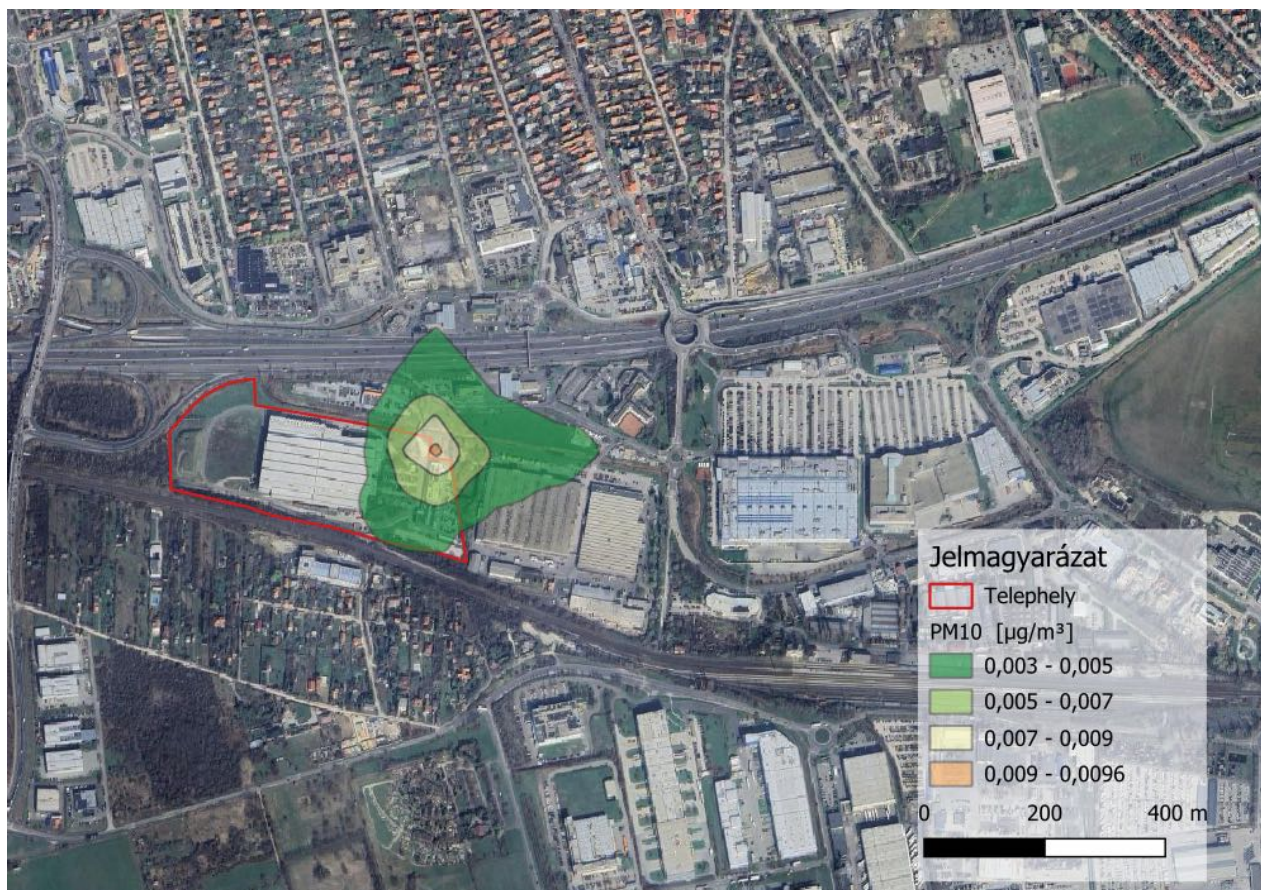 Jelmagyarázat
Telephely
PM10 [µg/m³]
0,003 - 0,005
0,005 - 0,007
0,007 - 0,009
0,009 - 0,0096
0 200 400 m